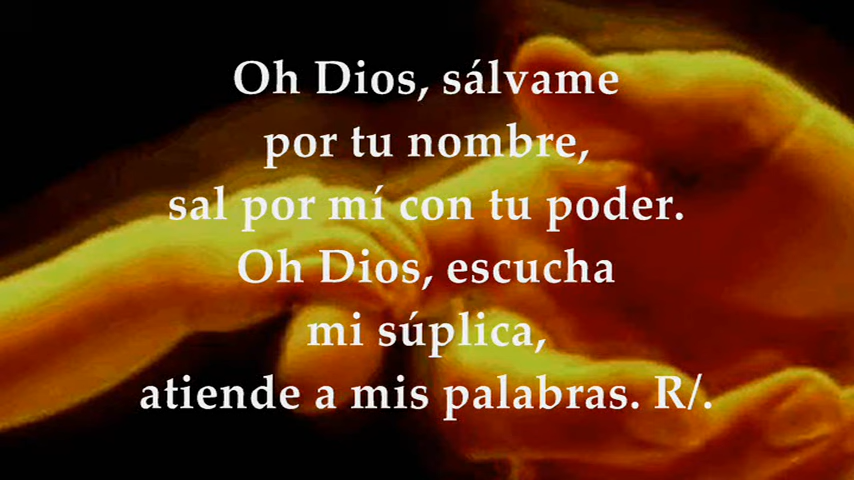 Oh Dios, sálvame
por tu nombre,
sal por mí con tu poder.
Oh Dios, escucha
mi súplica,
atiende a mis palabras. R/.